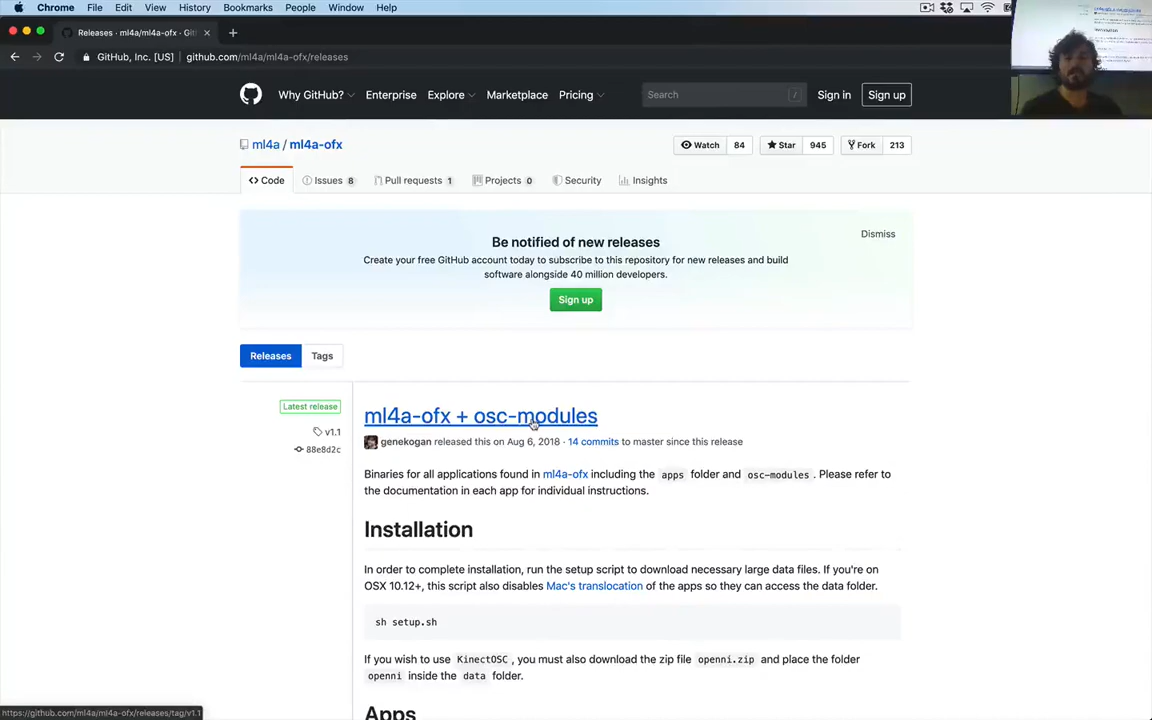 Chrome File Edit View History Bookmarks People Window Help
Releases · ml4a/ml4a-ofx · Gi
GitHub, Inc. [US] github.com/ml4a/ml4a-ofx/releases
Why GitHub? Enterprise Explore Marketplace Pricing Search / Sign in Sign up
ml4a / ml4a-ofx Watch 84 Star 945 Fork 213
Code Issues 8 Pull requests 1 Projects 0 Security Insights
Be notified of new releases Dismiss
Create your free GitHub account today to subscribe to this repository for new releases and build
software alongside 40 million developers.
Sign up
Releases Tags
Latest release
v1.1
88e8d2c
ml4a-ofx + osc-modules
genekogan released this on Aug 6, 2018 · 14 commits to master since this release
Binaries for all applications found in ml4a-ofx including the apps folder and osc-modules . Please refer to
the documentation in each app for individual instructions.
Installation
In order to complete installation, run the setup script to download necessary large data files. If you're on
OSX 10.12+, this script also disables Mac's translocation of the apps so they can access the data folder.
sh setup.sh
If you wish to use KinectOSC , you must also download the zip file openni.zip and place the folder
openni inside the data folder.
Apps
https://github.com/ml4a/ml4a-ofx/releases/tag/v1.1